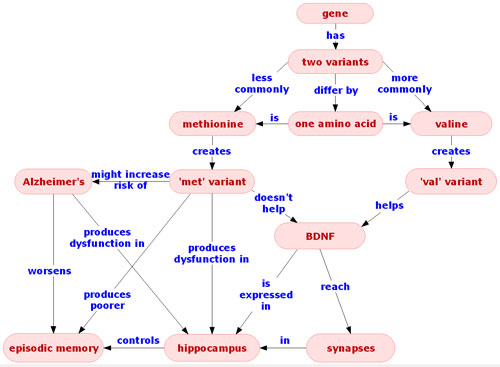 gene
has
two variants
less
commonly
differ by
more
commonly
methionine
is
one amino acid
is
valine
creates
creates
Alzheimer's
might increase
risk of
'met' variant
'val' variant
doesn't
help
helps
BDNF
produces
dysfunction in
produces
dysfunction in
worsens
is
expressed
in
reach
produces
poorer
episodic memory
controls
hippocampus
in
synapses